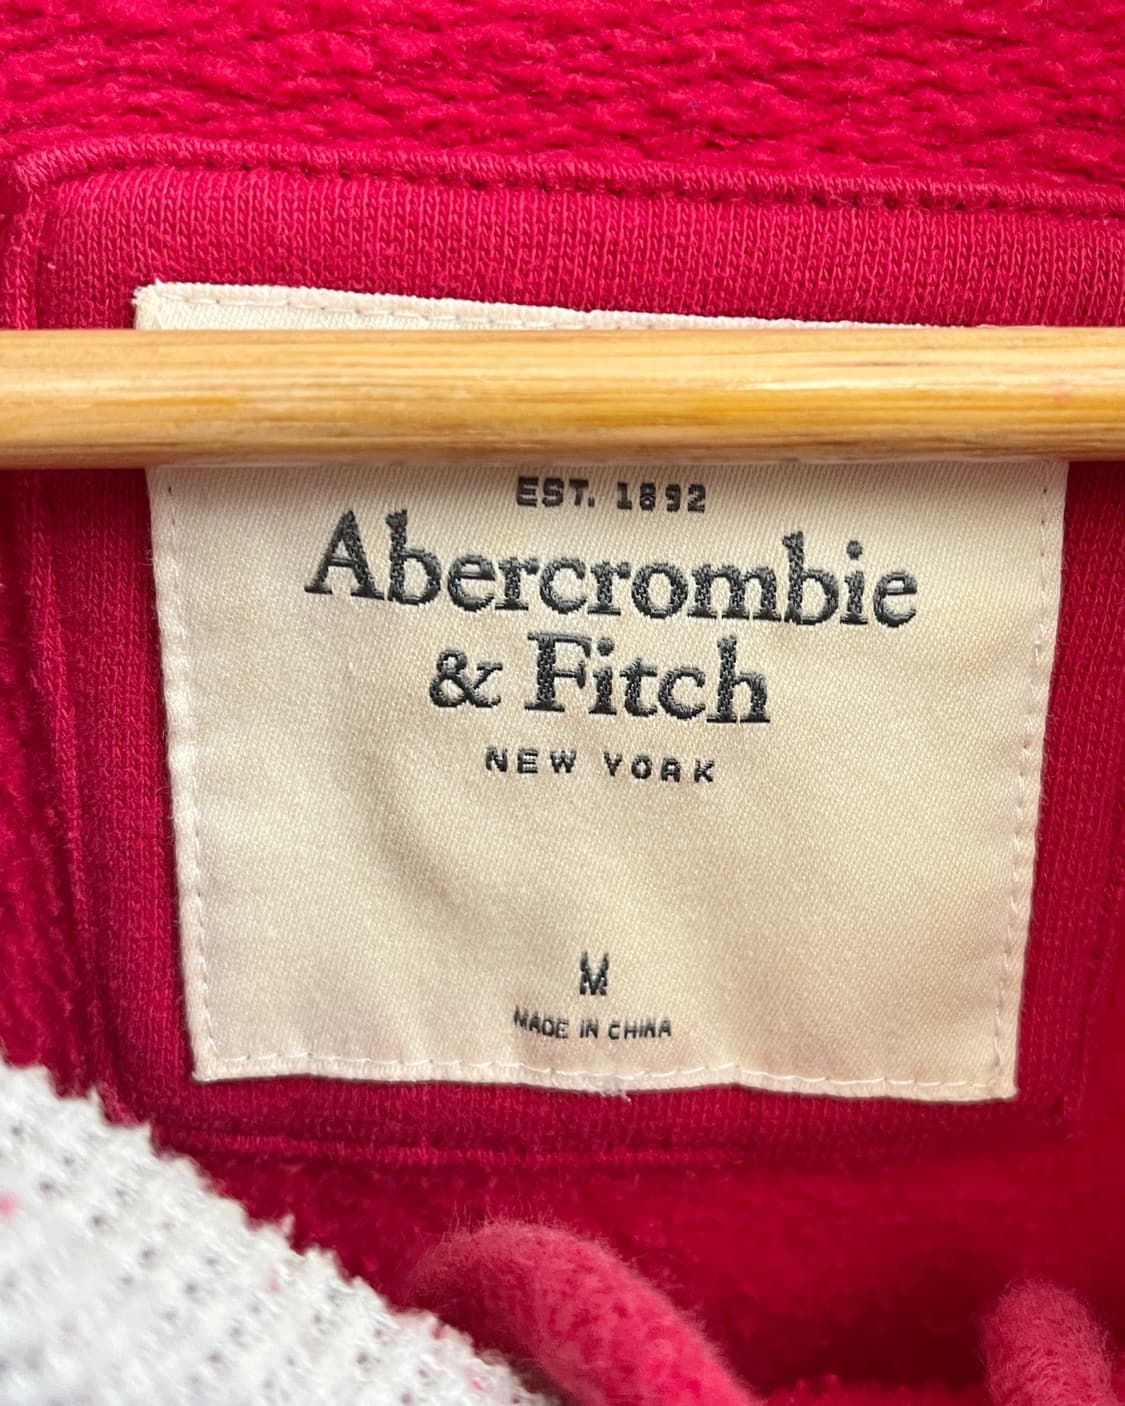 EST. 1892
Abercrombie
& Fitch
NEW YORK
M
MADE IN CHINA